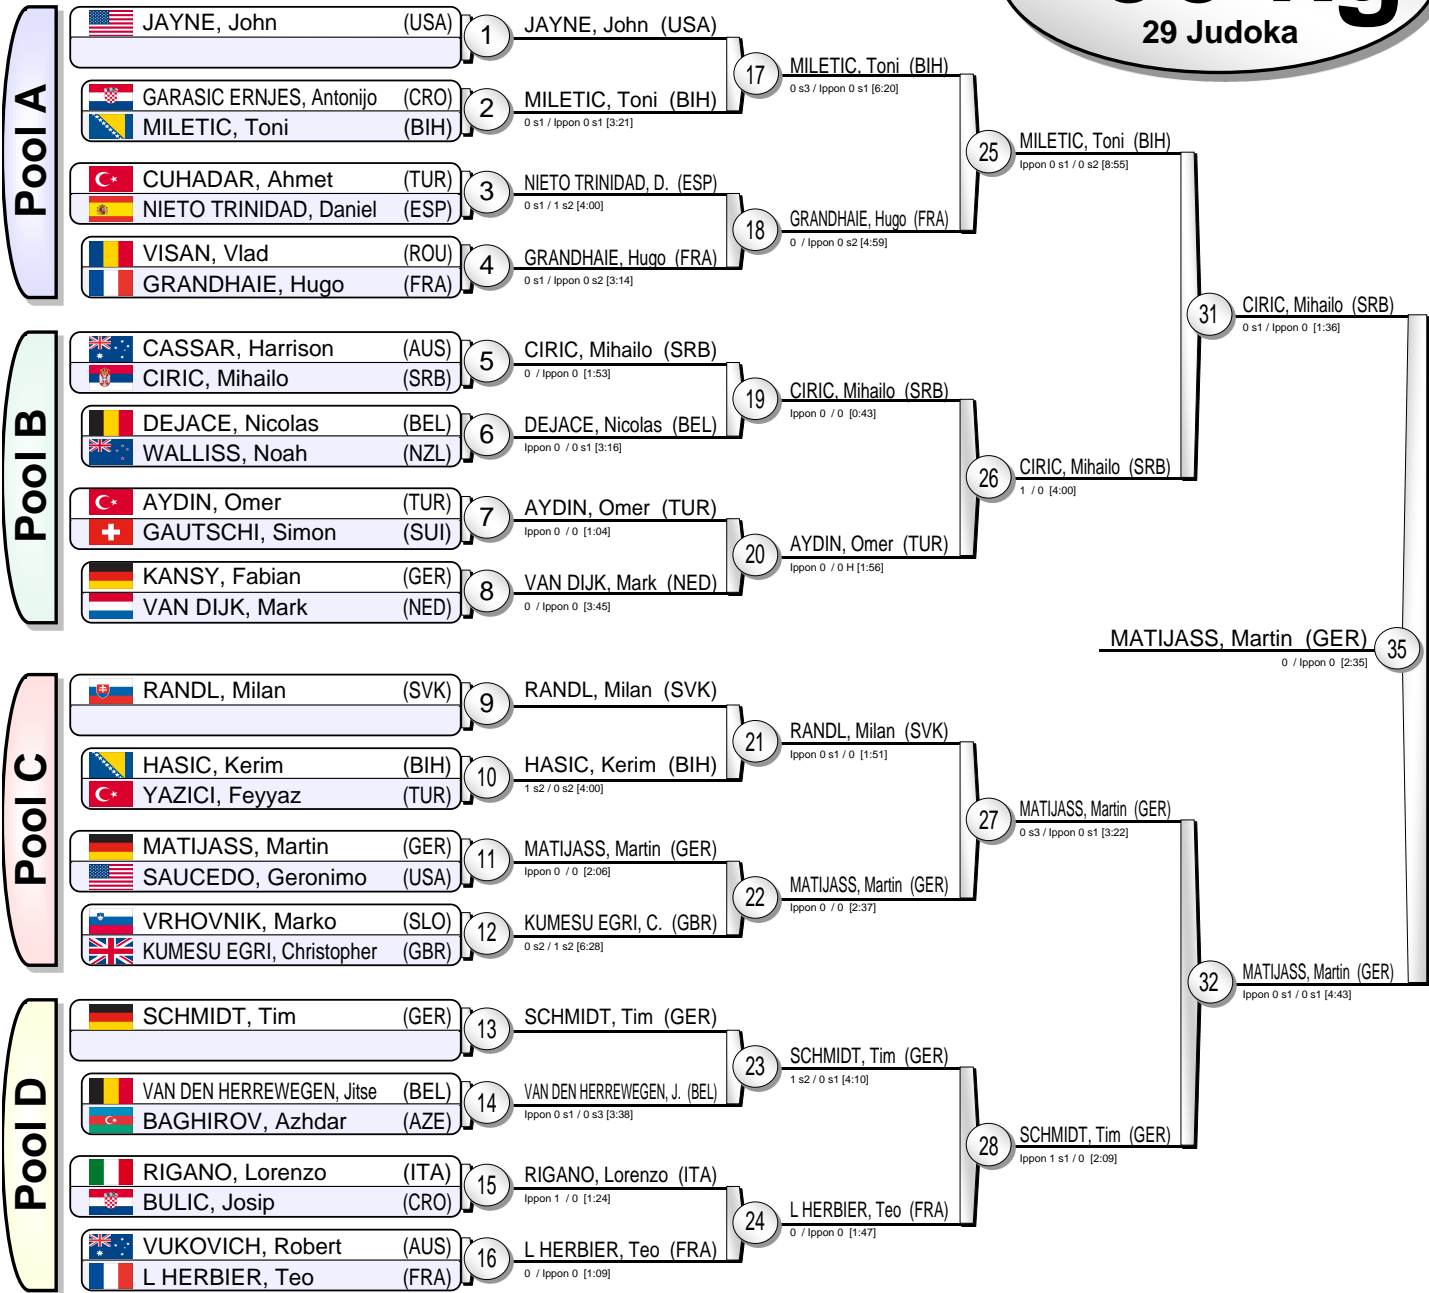 29 Judoka
Pool A
JAYNE, John (USA)
1
GARASIC ERNJES, Antonijo (CRO)
MILETIC, Toni (BIH)
2
CUHADAR, Ahmet (TUR)
NIETO TRINIDAD, Daniel (ESP)
3
VISAN, Vlad (ROU)
GRANDHAIE, Hugo (FRA)
4
JAYNE, John (USA)
MILETIC, Toni (BIH)
0 s1 / Ippon 0 s1 [3:21]
17
NIETO TRINIDAD, D. (ESP)
0 s1 / 1 s2 [4:00]
GRANDHAIE, Hugo (FRA)
0 s1 / Ippon 0 s2 [3:14]
18
MILETIC, Toni (BIH)
0 s3 / Ippon 0 s1 [6:20]
GRANDHAIE, Hugo (FRA)
0 / Ippon 0 s2 [4:59]
25
MILETIC, Toni (BIH)
Ippon 0 s1 / 0 s2 [8:55]
Pool B
CASSAR, Harrison (AUS)
CIRIC, Mihailo (SRB)
5
DEJACE, Nicolas (BEL)
WALLISS, Noah (NZL)
6
AYDIN, Omer (TUR)
GAUTSCHI, Simon (SUI)
7
KANSY, Fabian (GER)
VAN DIJK, Mark (NED)
8
CIRIC, Mihailo (SRB)
0 / Ippon 0 [1:53]
DEJACE, Nicolas (BEL)
Ippon 0 / 0 s1 [3:16]
19
AYDIN, Omer (TUR)
Ippon 0 / 0 [1:04]
VAN DIJK, Mark (NED)
0 / Ippon 0 [3:45]
20
CIRIC, Mihailo (SRB)
Ippon 0 / 0 [0:43]
AYDIN, Omer (TUR)
Ippon 0 / 0 H [1:56]
26
CIRIC, Mihailo (SRB)
1 / 0 [4:00]
31
CIRIC, Mihailo (SRB)
0 s1 / Ippon 0 [1:36]
MATIJASS, Martin (GER)
0 / Ippon 0 [2:35]
35
Pool C
RANDL, Milan (SVK)
9
HASIC, Kerim (BIH)
YAZICI, Feyyaz (TUR)
10
MATIJASS, Martin (GER)
SAUCEDO, Geronimo (USA)
11
VRHOVNIK, Marko (SLO)
KUMESU EGRI, Christopher (GBR)
12
RANDL, Milan (SVK)
HASIC, Kerim (BIH)
1 s2 / 0 s2 [4:00]
21
MATIJASS, Martin (GER)
Ippon 0 / 0 [2:06]
KUMESU EGRI, C. (GBR)
0 s2 / 1 s2 [6:28]
22
RANDL, Milan (SVK)
Ippon 0 s1 / 0 [1:51]
MATIJASS, Martin (GER)
Ippon 0 / 0 [2:37]
27
MATIJASS, Martin (GER)
0 s3 / Ippon 0 s1 [3:22]
Pool D
SCHMIDT, Tim (GER)
13
VAN DEN HERREWEGEN, Jitse (BEL)
BAGHIROV, Azhdar (AZE)
14
RIGANO, Lorenzo (ITA)
BULIC, Josip (CRO)
15
VUKOVICH, Robert (AUS)
L HERBIER, Teo (FRA)
16
SCHMIDT, Tim (GER)
VAN DEN HERREWEGEN, J. (BEL)
Ippon 0 s1 / 0 s3 [3:38]
23
RIGANO, Lorenzo (ITA)
Ippon 1 / 0 [1:24]
L HERBIER, Teo (FRA)
0 / Ippon 0 [1:09]
24
SCHMIDT, Tim (GER)
1 s2 / 0 s1 [4:10]
L HERBIER, Teo (FRA)
0 / Ippon 0 [1:47]
28
SCHMIDT, Tim (GER)
Ippon 1 s1 / 0 [2:09]
32
MATIJASS, Martin (GER)
Ippon 0 s1 / 0 s1 [4:43]